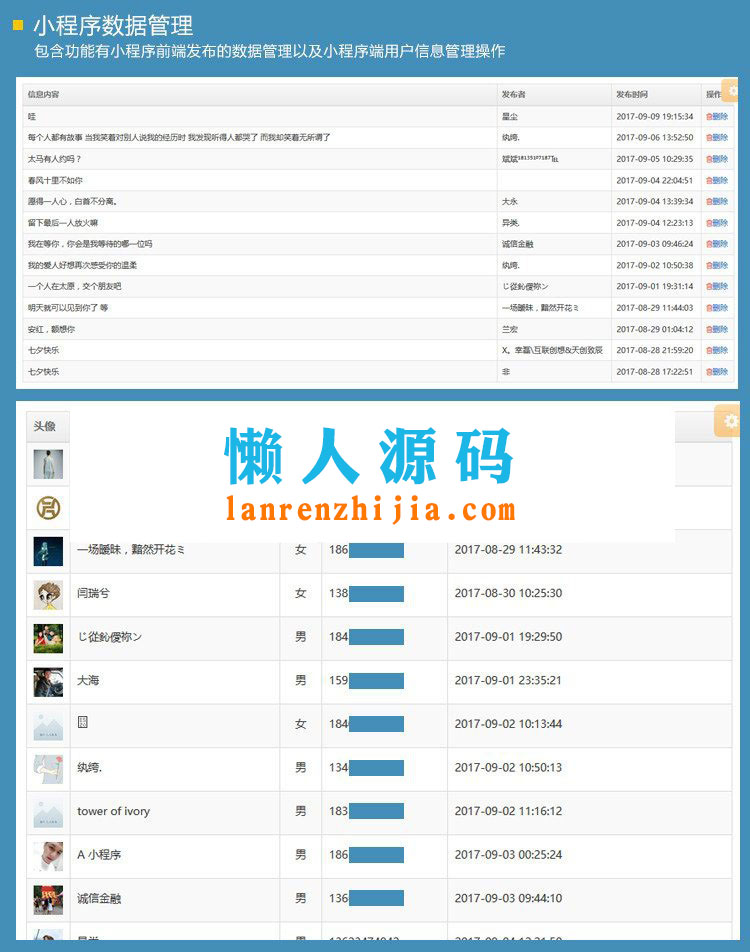 小程序数据管理
包含功能有小程序前端发布的数据管理以及小程序端用户信息管理操作
信息内容 发布者 发布时间 操作
哇 星尘 2017-09-09 19:15:34 删除
每个人都有故事 当我笑着对别人说我的经历时 我发现听得人都哭了 而我却笑着无所谓了 纨绔. 2017-09-06 13:52:50 删除
太马有人约吗？ 斌斌 2017-09-05 10:29:35 删除
春风十里不如你 2017-09-04 22:04:51 删除
愿得一人心，白首不分离。 大永 2017-09-04 13:39:34 删除
留下最后一人放火嘛 异类. 2017-09-04 12:23:13 删除
我在等你，你会是我等待的哪一位吗 诚信金融 2017-09-03 09:46:24 删除
我的爱人好想再次感受你的温柔 纨绔. 2017-09-02 10:50:38 删除
一个人在太原，交个朋友吧 じ從鈊僾祢ン 2017-09-01 19:31:14 删除
明天就可以见到你了 等 一场暧昧，黯然开花ミ 2017-08-29 11:44:03 删除
安红，额想你 兰宏 2017-08-29 01:04:12 删除
七夕快乐 X。幸磊\互联创想&天创致辰 2017-08-28 21:59:20 删除
七夕快乐 非 2017-08-28 17:22:51 删除
头像
懒人源码
lanrenzhijia.com
一场暧昧，黯然开花ミ 女 186 2017-08-29 11:43:32
闫瑞兮 女 138 2017-08-30 10:25:30
じ從鈊僾祢ン 男 184 2017-09-01 19:29:50
大海 男 159 2017-09-01 23:35:21
女 184 2017-09-02 10:13:44
纨绔. 男 134 2017-09-02 10:50:13
tower of ivory 男 183 2017-09-02 11:16:12
A 小程序 男 186 2017-09-03 00:25:24
诚信金融 男 136 2017-09-03 09:44:10